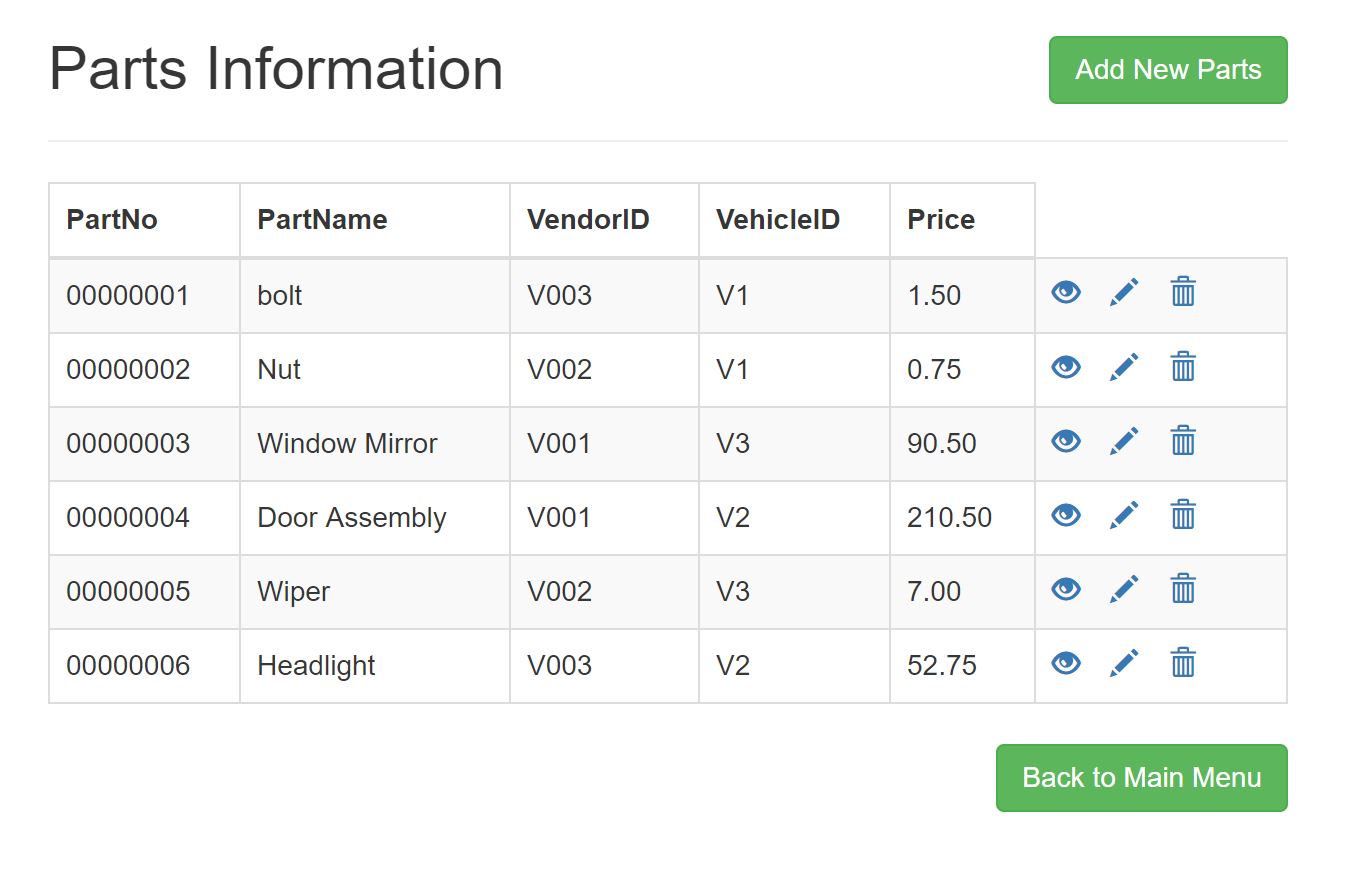 Parts Information
Add New Parts
PartNo PartName VendorID VehicleID Price
00000001 bolt V003 V1 1.50
00000002 Nut V002 V1 0.75
00000003 Window Mirror V001 V3 90.50
00000004 Door Assembly V001 V2 210.50
00000005 Wiper V002 V3 7.00
00000006 Headlight V003 V2 52.75
Back to Main Menu